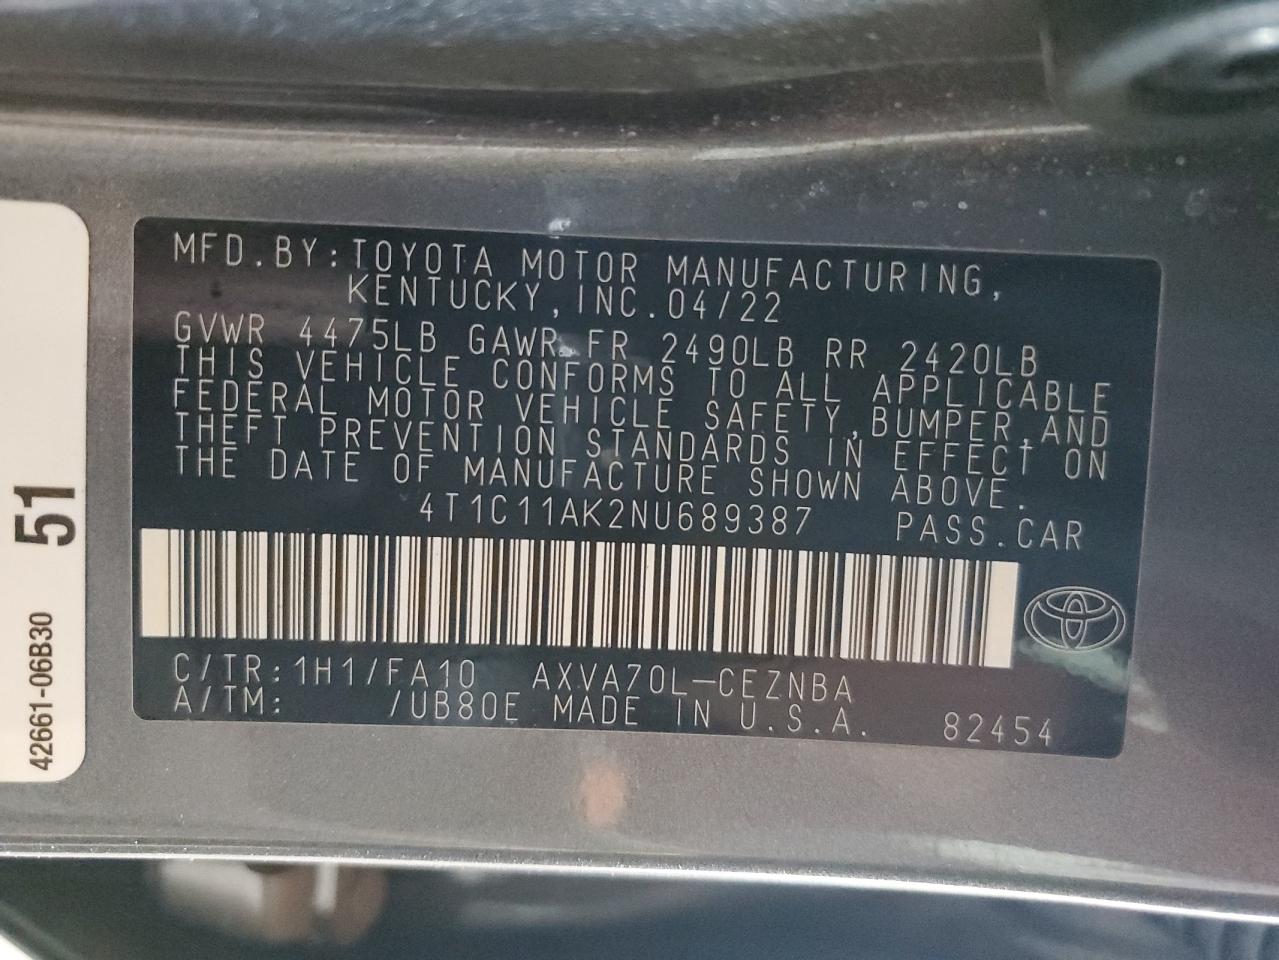 MFD.BY:TOYOTA MOTOR MANUFACTURING,
KENTUCKY,INC.04/22
GVWR 4475LB GAWR FR 2490LB RR 2420LB
THIS VEHICLE CONFORMS TO ALL APPLICABLE
FEDERAL MOTOR VEHICLE SAFETY,BUMPER,AND
THEFT PREVENTION STANDARDS IN EFFECT ON
THE DATE OF MANUFACTURE SHOWN ABOVE.
4T1C11AK2NU689387 PASS.CAR
C/TR:1H1/FA10 AXVA70L-CEZNBA
A/TM: /UB80E MADE IN U.S.A. 82454
51
42661-06B30